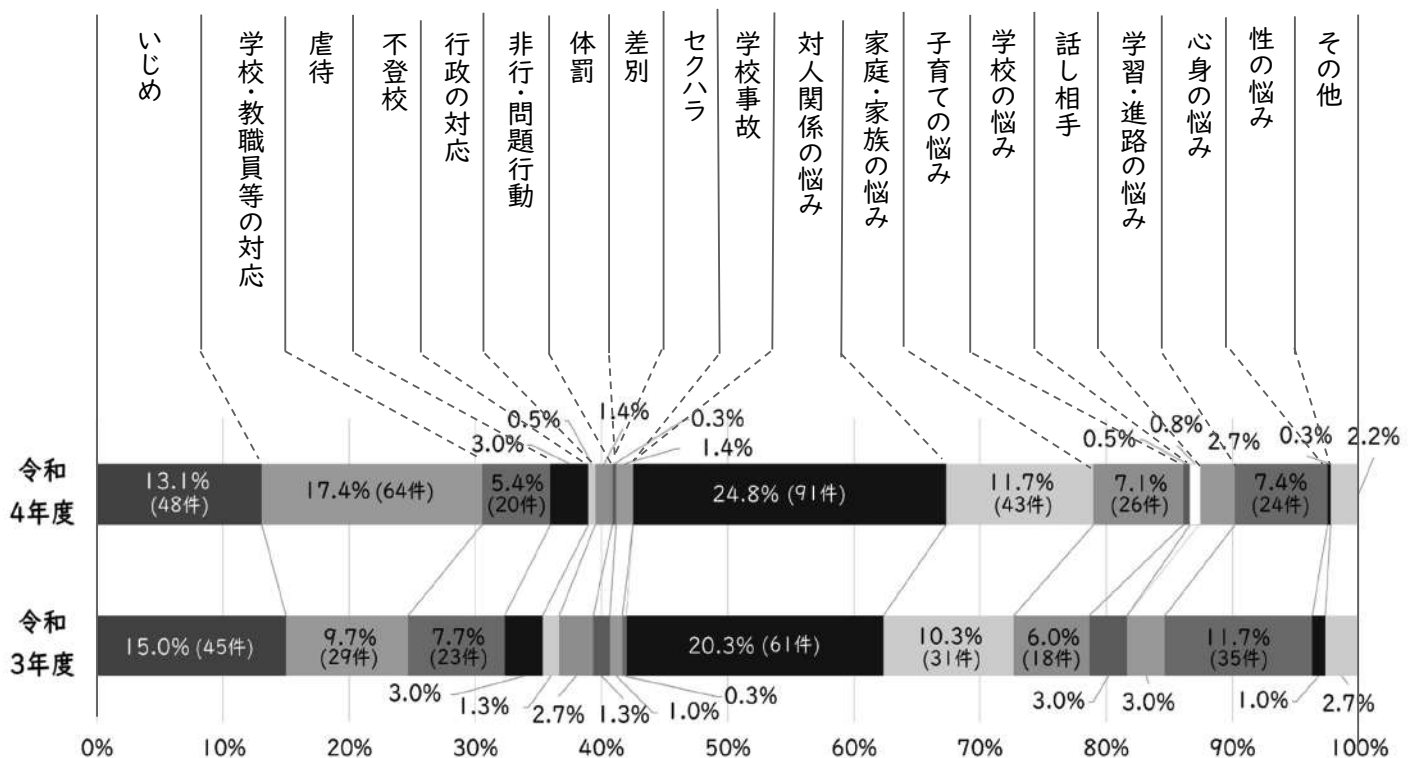 いじめ
学校・教職員等の対応
虐待
不登校
行政の対応
非行・問題行動
体罰
差別
セクハラ
学校事故
対人関係の悩み
家庭・家族の悩み
子育ての悩み
学校の悩み
話し相手
学習・進路の悩み
心身の悩み
性の悩み
その他
令和
4年度
13.1%
(48件)
17.4% (64件)
5.4%
(20件)
3.0%
0.5%
1.4%
0.3%
1.4%
24.8% (91件)
11.7%
(43件)
7.1%
(26件)
0.5%
0.8%
2.7%
7.4%
(24件)
0.3%
2.2%
令和
3年度
15.0% (45件)
9.7%
(29件)
7.7%
(23件)
3.0%
1.3%
2.7%
1.3%
1.0%
0.3%
20.3% (61件)
10.3%
(31件)
6.0%
(18件)
3.0%
3.0%
11.7%
(35件)
1.0%
2.7%
0%
10%
20%
30%
40%
50%
60%
70%
80%
90%
100%